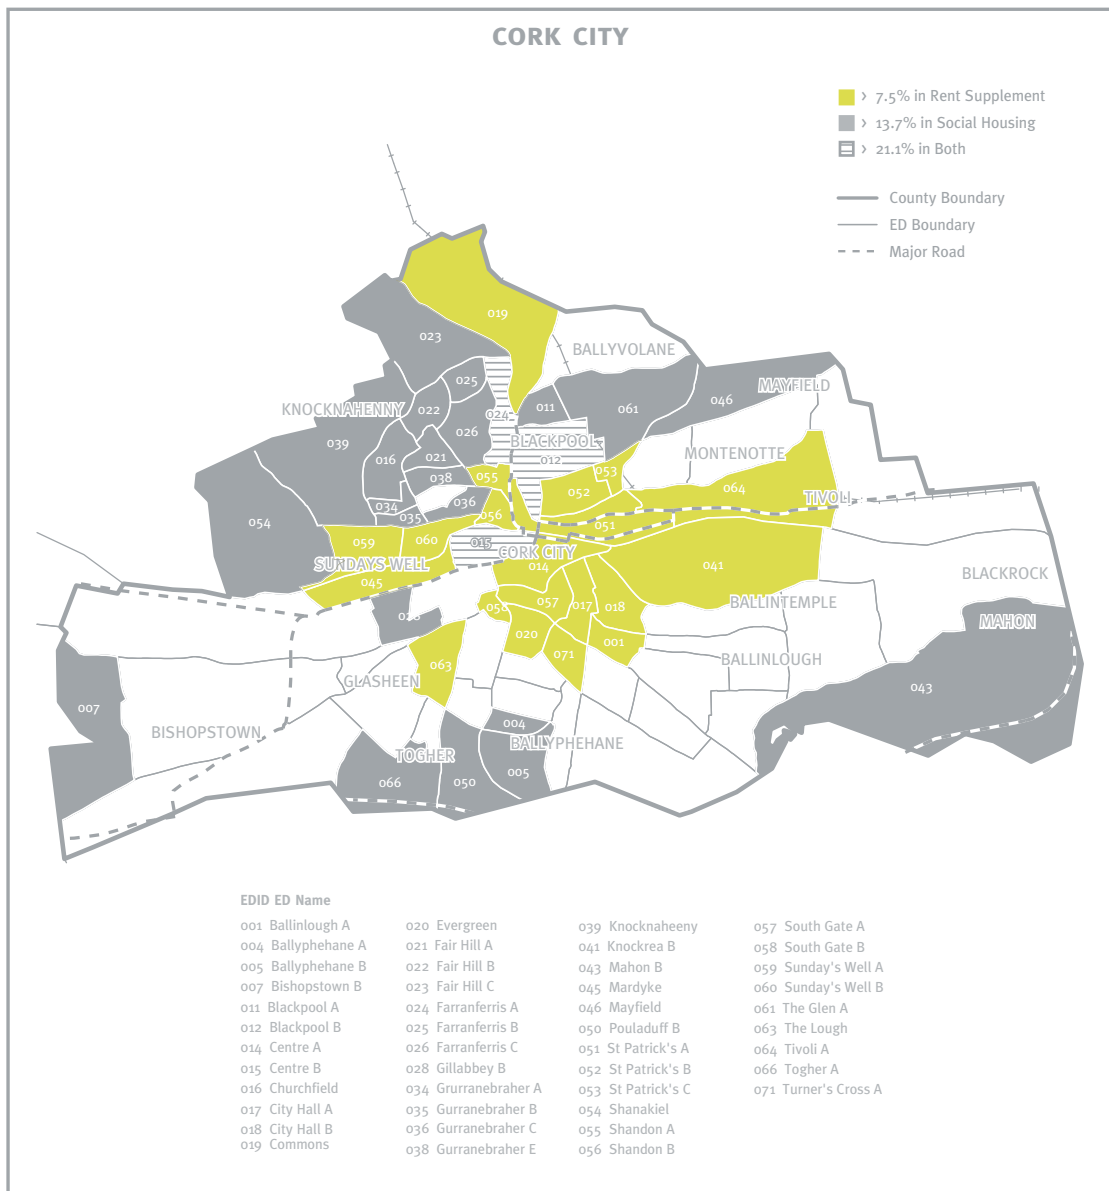 CORK CITY
> 7.5% in Rent Supplement
> 13.7% in Social Housing
> 21.1% in Both
County Boundary
ED Boundary
Major Road
019
023
BALLYVOLANE
025
MAYFIELD
KNOCKNAHENNY
022
024
011
061
046
039
026
BLACKPOOL
016
021
012
MONTENOTTE
038
055
053
052
064
TIVOLI
034
036
035
056
051
054
059
060
015
CORK CITY
SUNDAYS WELL
014
041
045
BLACKROCK
028
058
057
017
018
BALLINTEMPLE
MAHON
020
001
071
063
BALLINLOUGH
GLASHEEN
043
007
004
BISHOPSTOWN
BALLYPHEHANE
TOGHER
066
050
005
EDID ED Name
001 Ballinlough A
004 Ballyphehane A
005 Ballyphehane B
007 Bishopstown B
011 Blackpool A
012 Blackpool B
014 Centre A
015 Centre B
016 Churchfield
017 City Hall A
018 City Hall B
019 Commons
020 Evergreen
021 Fair Hill A
022 Fair Hill B
023 Fair Hill C
024 Farranferris A
025 Farranferris B
026 Farranferris C
028 Gillabbey B
034 Grurranebraher A
035 Gurranebraher B
036 Gurranebraher C
038 Gurranebraher E
039 Knocknaheeny
041 Knockrea B
043 Mahon B
045 Mardyke
046 Mayfield
050 Pouladuff B
051 St Patrick's A
052 St Patrick's B
053 St Patrick's C
054 Shanakiel
055 Shandon A
056 Shandon B
057 South Gate A
058 South Gate B
059 Sunday's Well A
060 Sunday's Well B
061 The Glen A
063 The Lough
064 Tivoli A
066 Togher A
071 Turner's Cross A